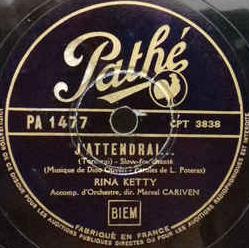 Pathé
PA 1477
CPT 3838
J'ATTENDRAI...
(Tornerai) - Slow-fox chanté
(Musique de Dino Olivieri - Paroles de L. Poterat)
RINA KETTY
Accomp. d'Orchestre, dir. Marcel CARIVEN
BIEM
FABRIQUÉ EN FRANCE